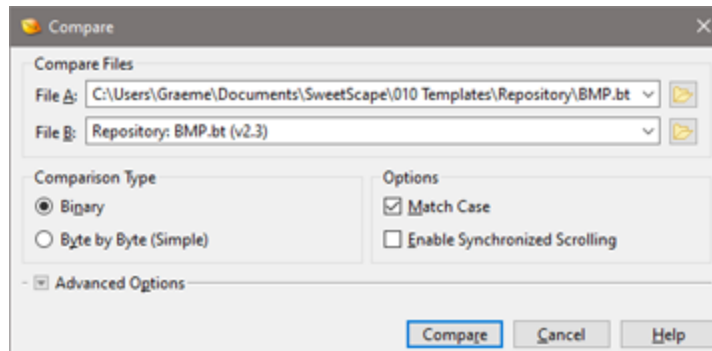 Compare
Compare Files
File A: C:\Users\Graeme\Documents\SweetScape\010 Templates\Repository\BMP.bt
File B: Repository: BMP.bt (v2.3)
Comparison Type
Options
Binary
Match Case
Byte by Byte (Simple)
Enable Synchronized Scrolling
Advanced Options
Compare Cancel Help